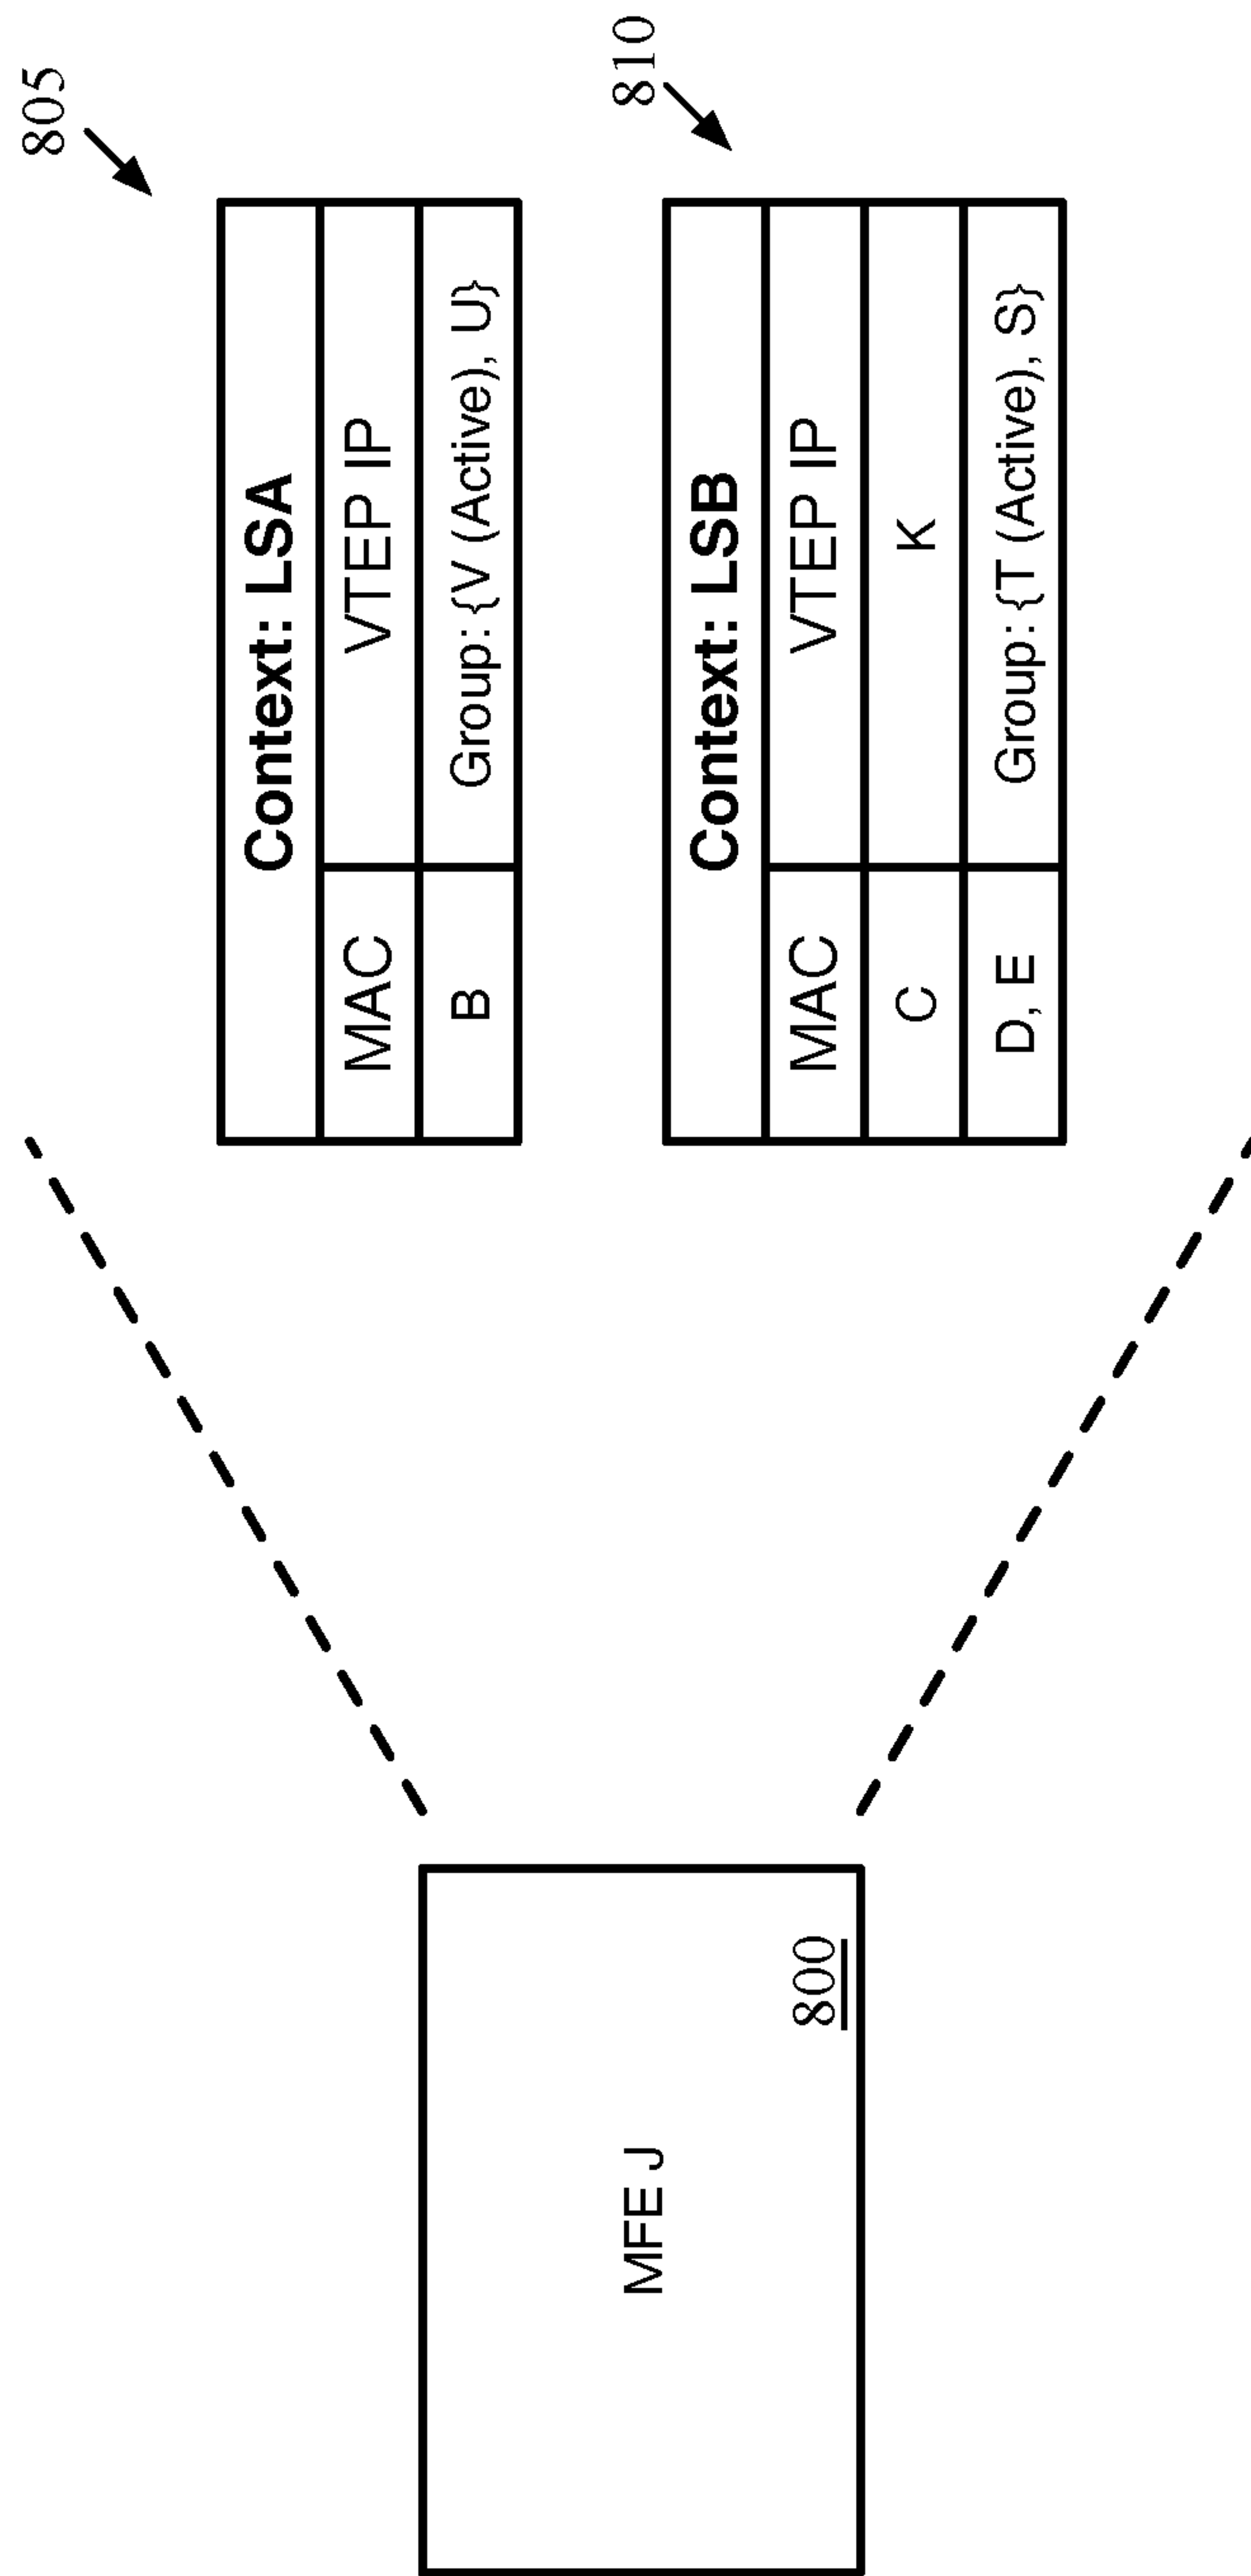 805
Context: LSA
MAC VTEP IP
B Group: {V (Active), U}
810
Context: LSB
MAC VTEP IP
C K
D, E Group: {T (Active), S}
MFE J
800